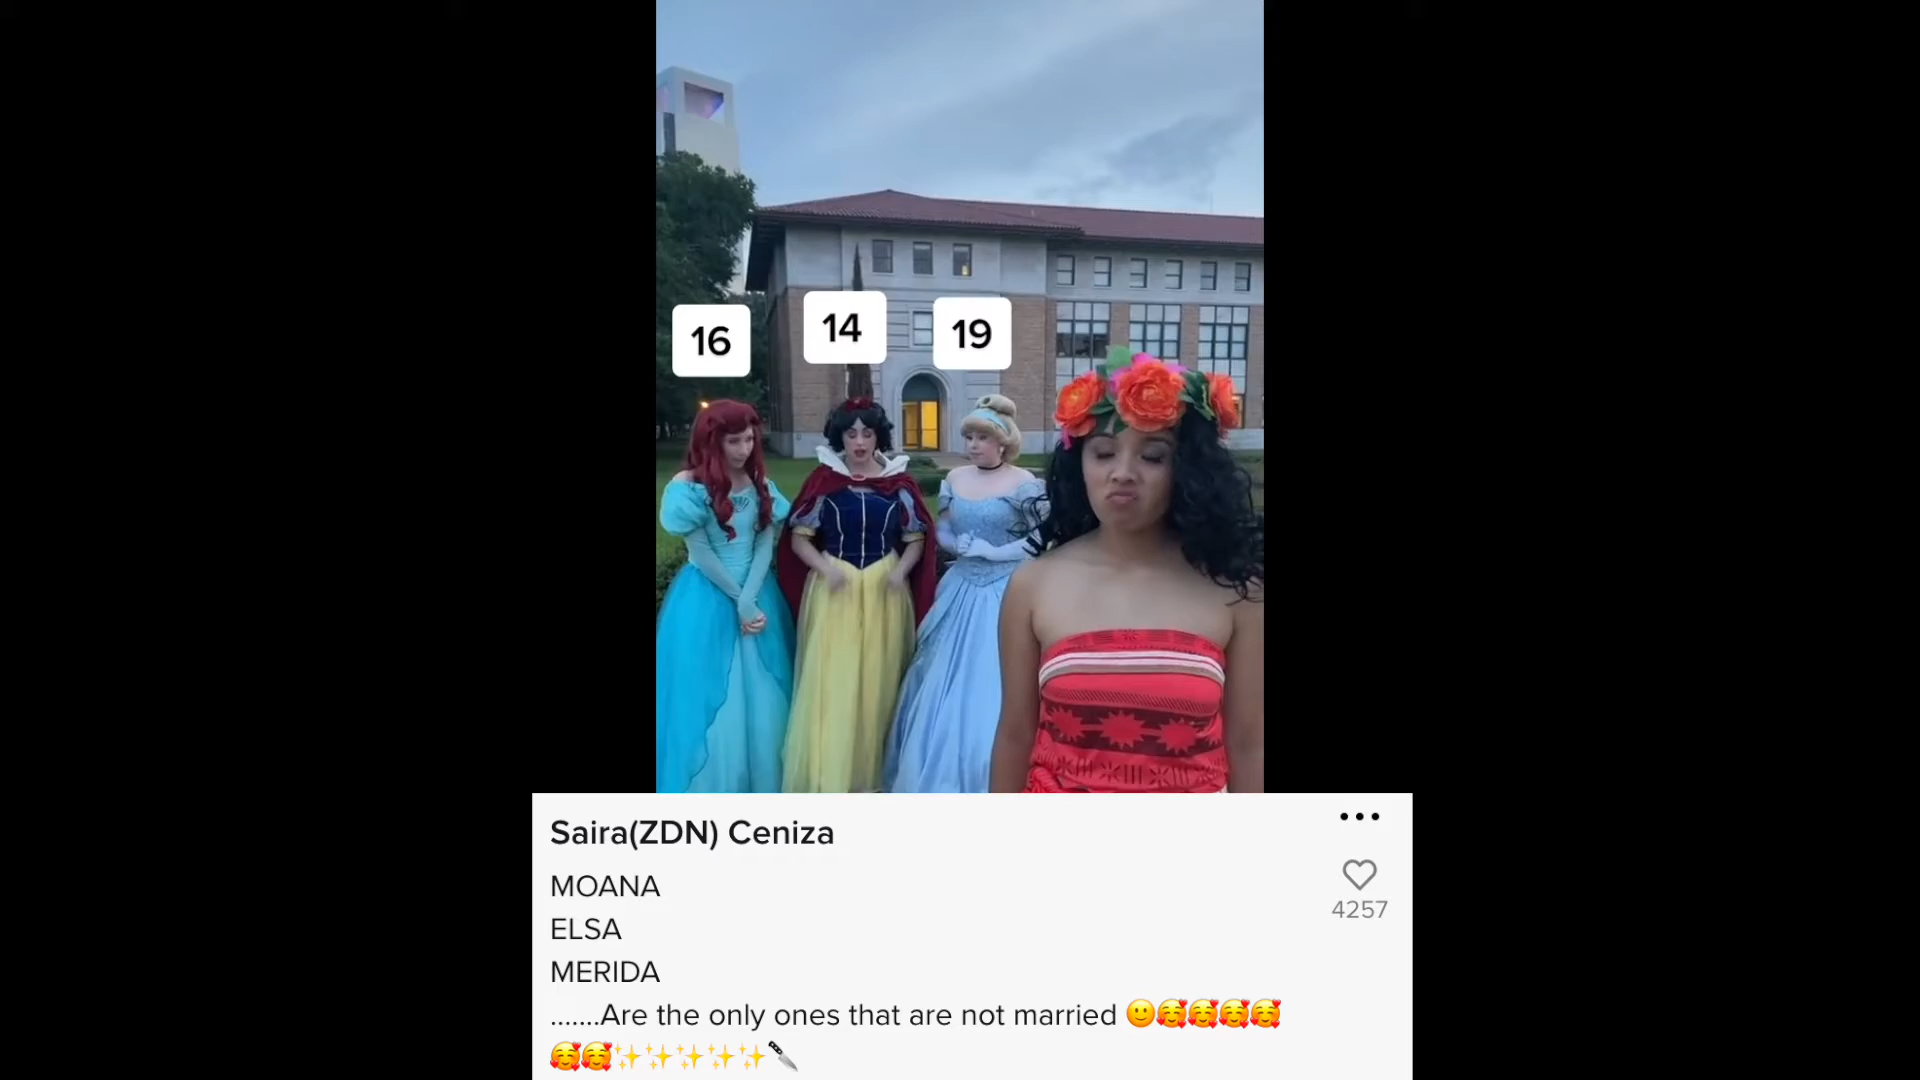 16
14
19
Saira(ZDN) Ceniza
MOANA
ELSA
MERIDA
.......Are the only ones that are not married 🙂🥰🥰🥰🥰
🥰🥰✨✨✨✨✨🔪
4257